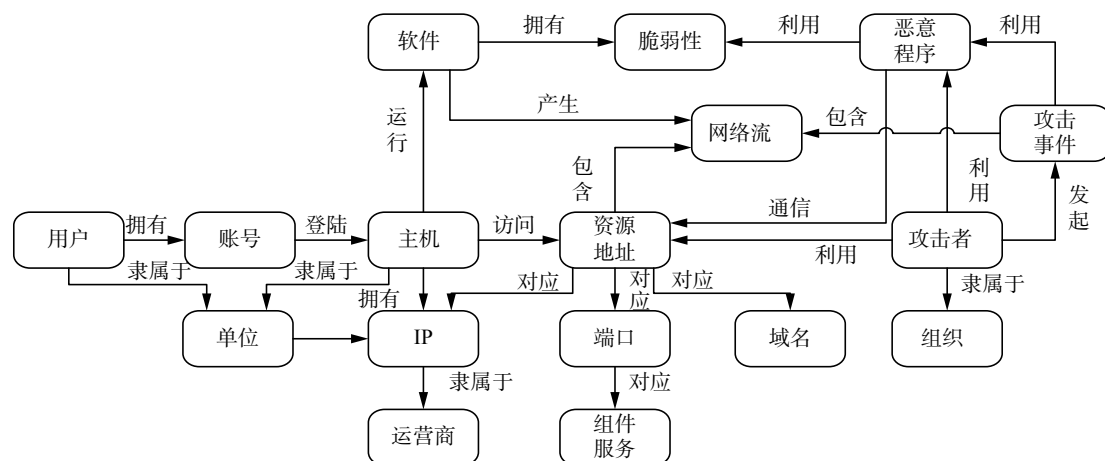 软件
拥有
脆弱性
利用
恶意
程序
利用
运行
产生
网络流
包含
攻击
事件
包含
利用
发起
用户
拥有
账号
登陆
主机
访问
资源
地址
通信
利用
攻击者
隶属于
隶属于
拥有
对应
对应
对应
隶属于
单位
IP
端口
域名
组织
隶属于
对应
运营商
组件
服务